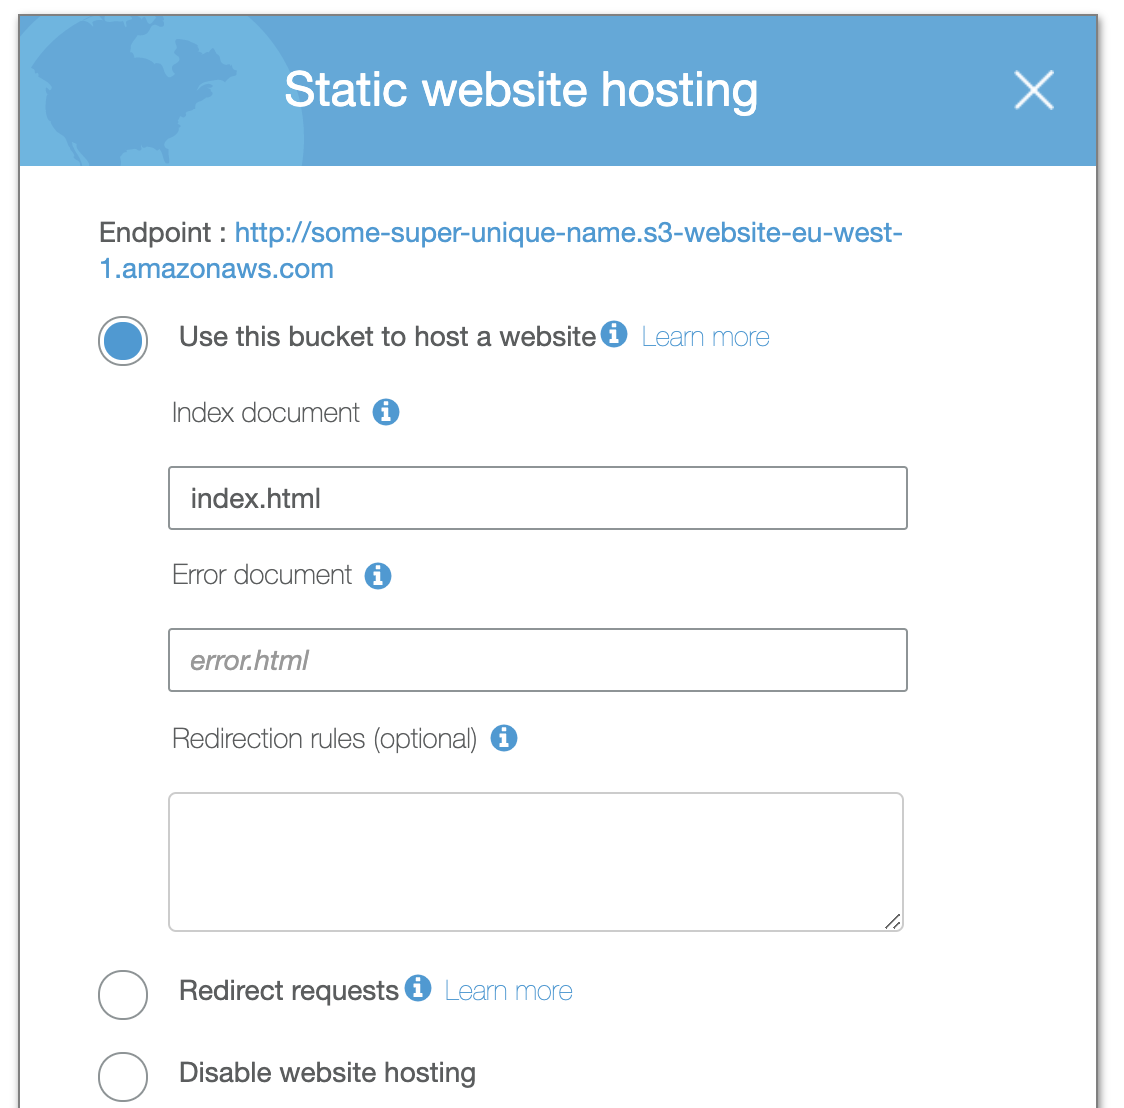 Static website hosting
Endpoint : http://some-super-unique-name.s3-website-eu-west-
1.amazonaws.com
Use this bucket to host a website Learn more
Index document
index.html
Error document
error.html
Redirection rules (optional)
Redirect requests Learn more
Disable website hosting